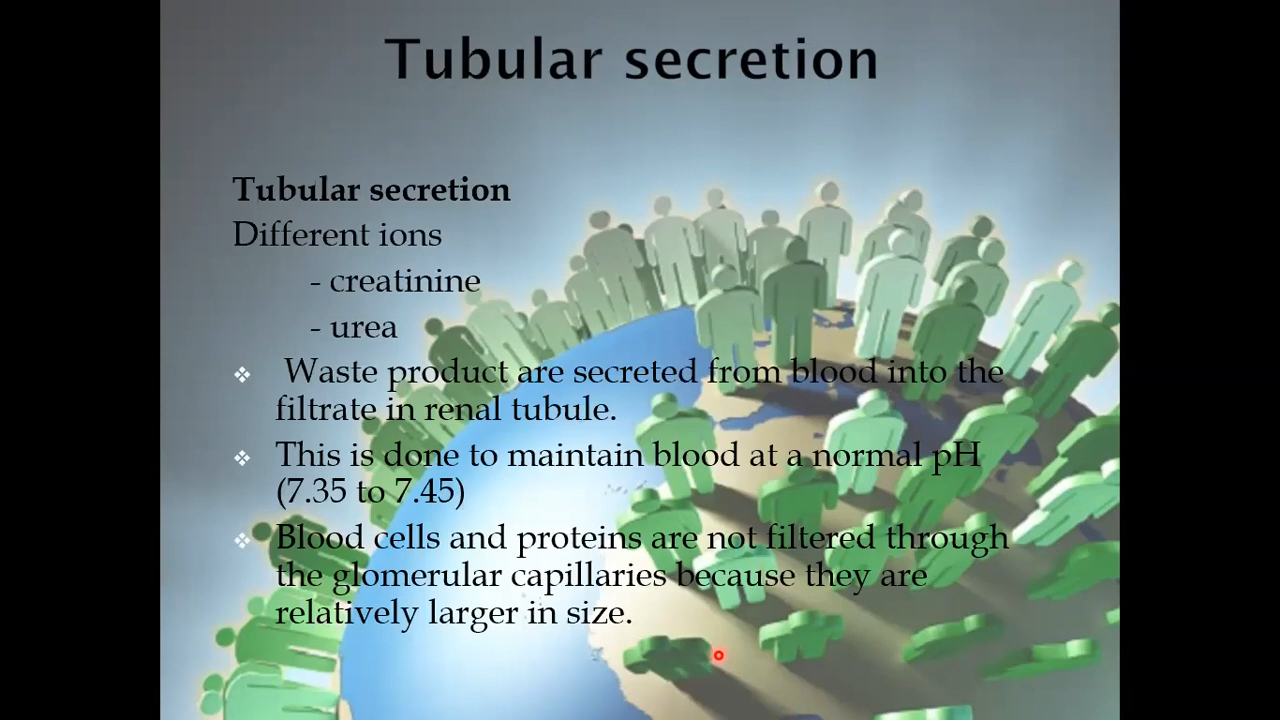 Tubular secretion
Tubular secretion
Different ions
- creatinine
- urea
❖ Waste product are secreted from blood into the
filtrate in renal tubule.
❖ This is done to maintain blood at a normal pH
(7.35 to 7.45)
❖ Blood cells and proteins are not filtered through
the glomerular capillaries because they are
relatively larger in size.